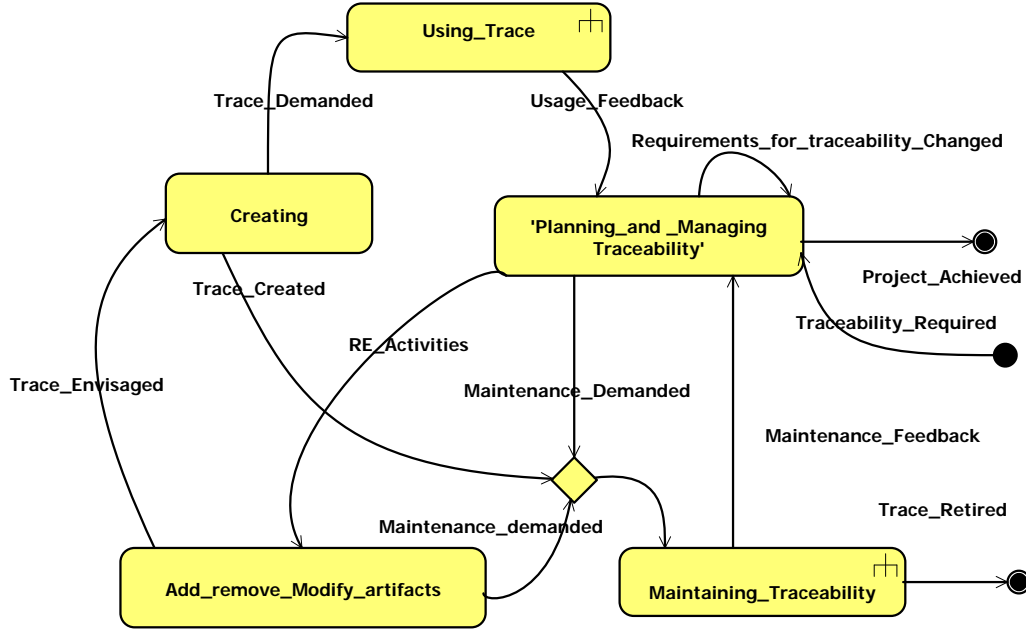 Using_Trace
Trace_Demanded
Usage_Feedback
Requirements_for_traceability_Changed
Creating
'Planning_and _Managing
Traceability'
Project_Achieved
Trace_Created
Traceability_Required
RE_Activities
Trace_Envisaged
Maintenance_Demanded
Maintenance_Feedback
Trace_Retired
Maintenance_demanded
Add_remove_Modify_artifacts
Maintaining_Traceability